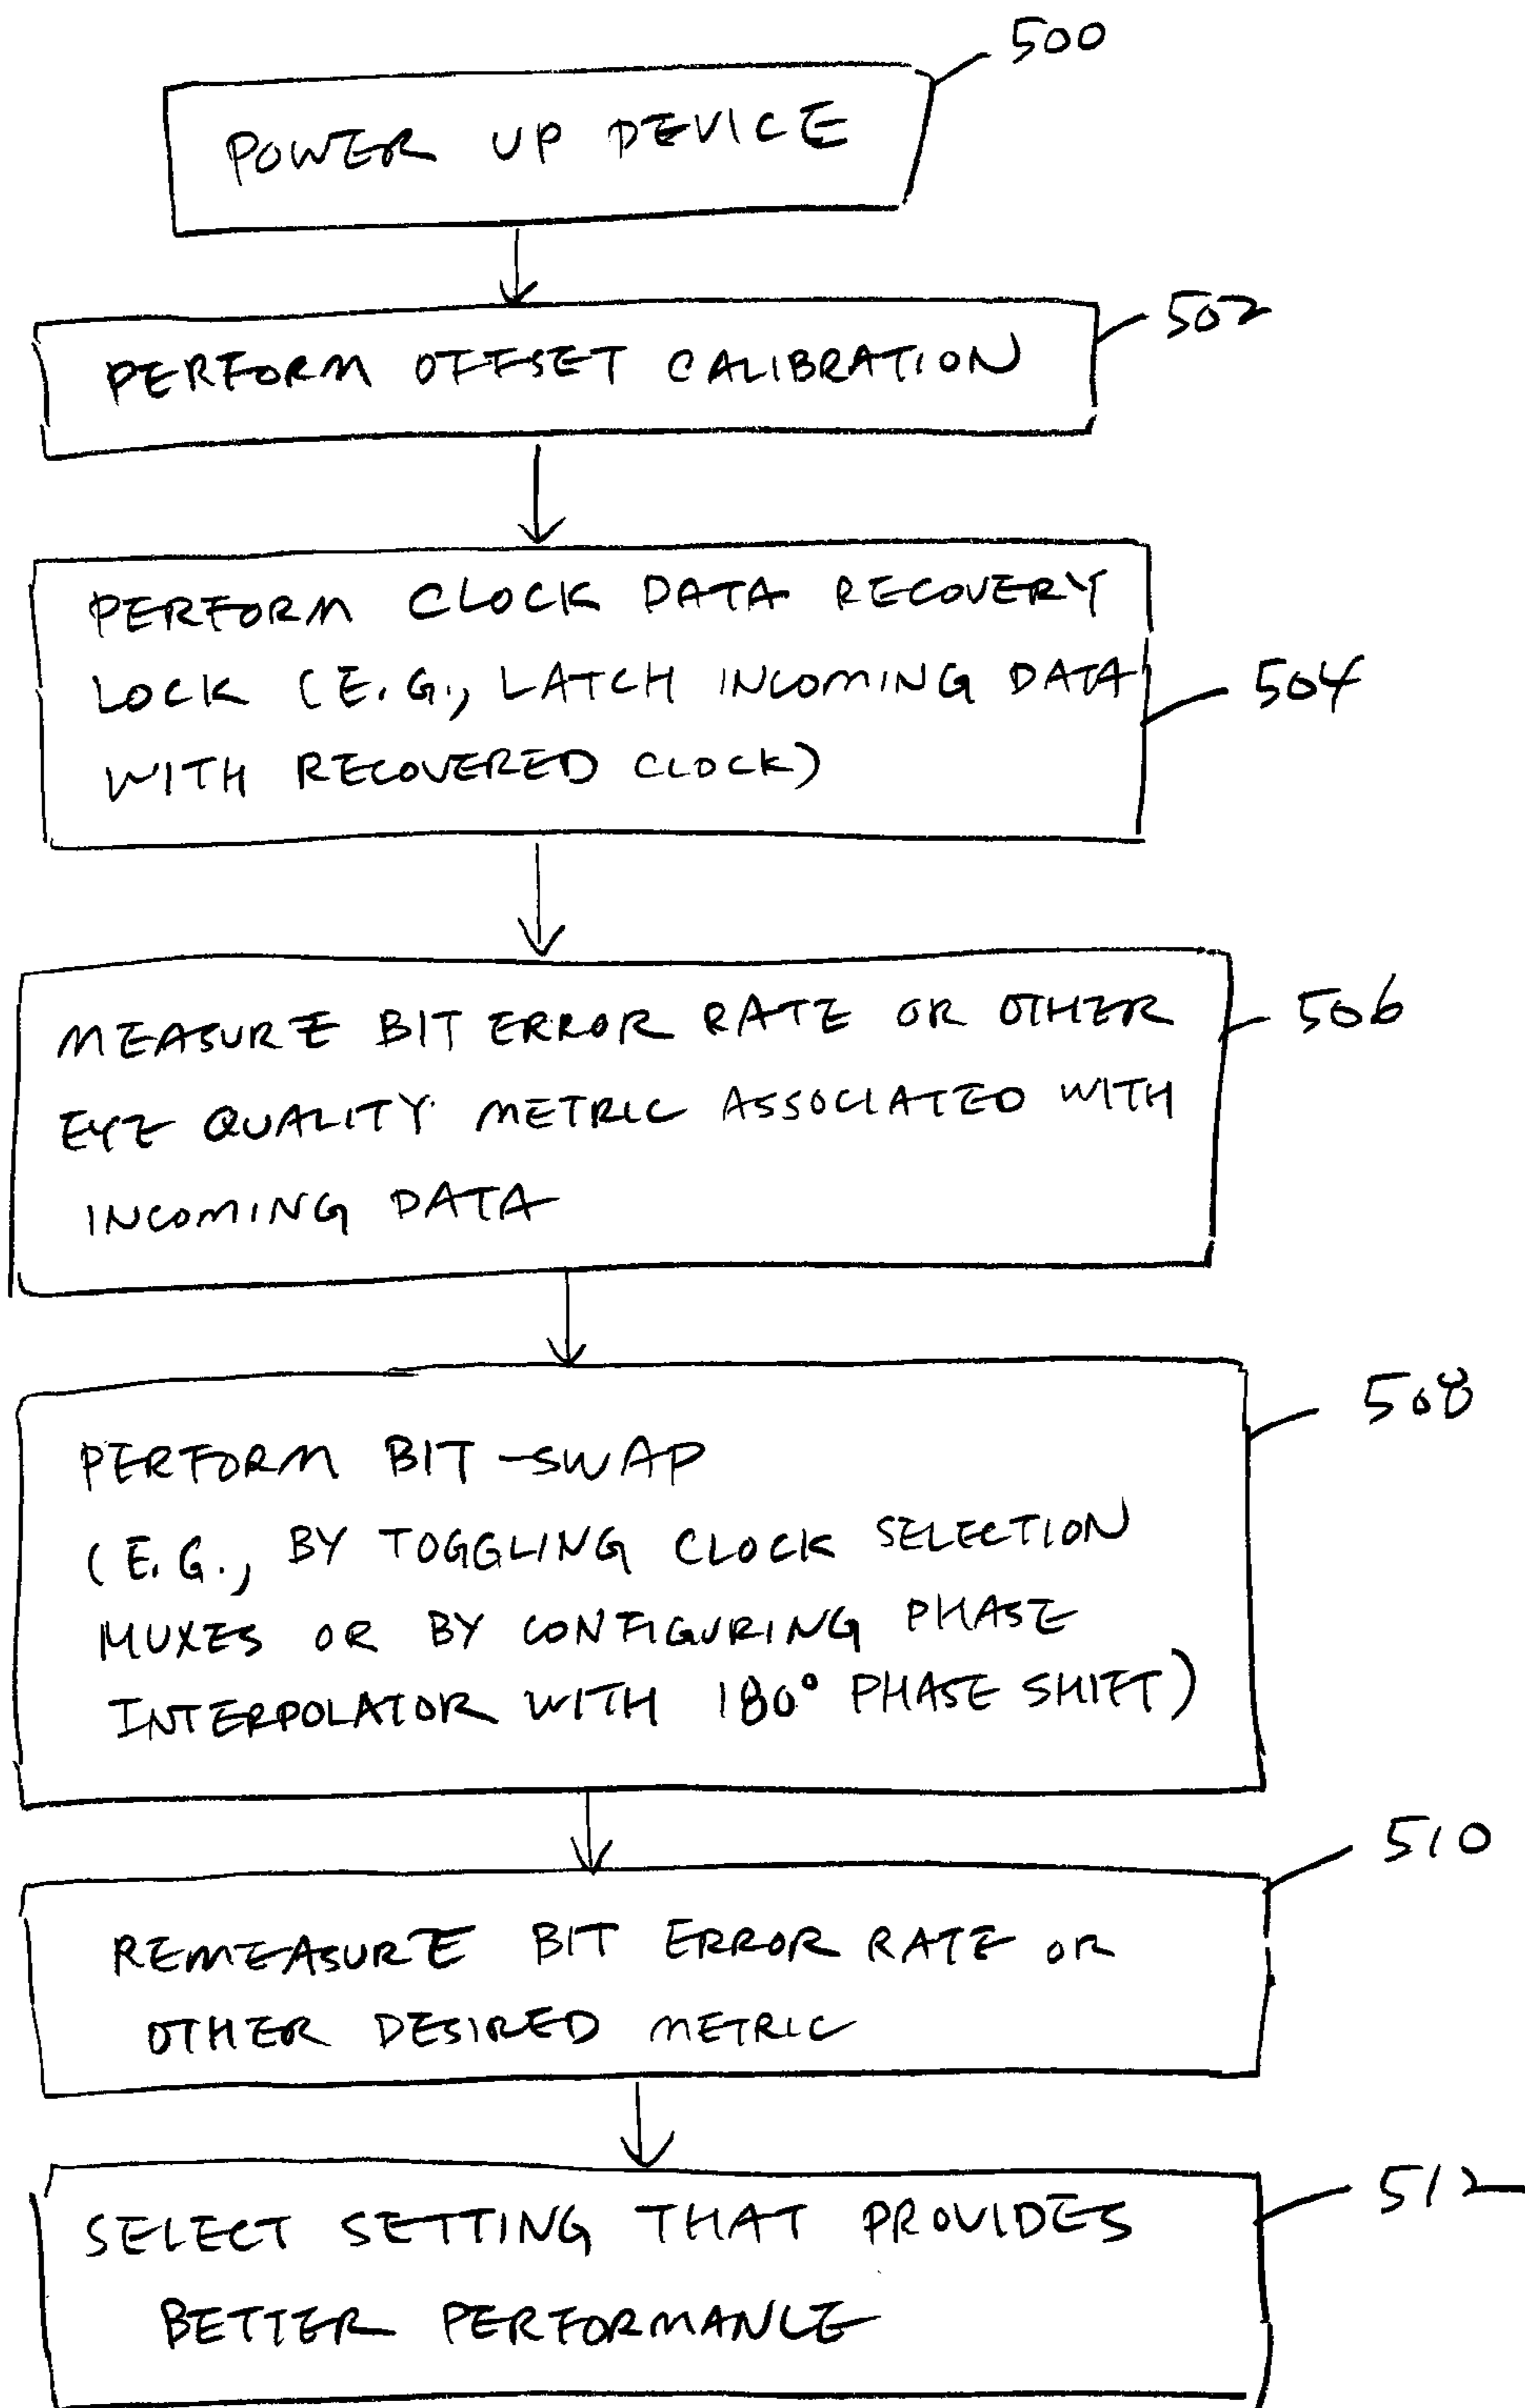 500
POWER UP DEVICE
502
PERFORM OFFSET CALIBRATION
PERFORM CLOCK DATA RECOVERY
LOCK (E.G., LATCH INCOMING DATA
504
WITH RECOVERED CLOCK)
506
MEASURE BIT ERROR RATE OR OTHER
EYE QUALITY METRIC ASSOCIATED WITH
INCOMING DATA
508
PERFORM BIT-SWAP
(E.G., BY TOGGLING CLOCK SELECTION
MUXES OR BY CONFIGURING PHASE
INTERPOLATOR WITH 180° PHASE SHIFT)
510
REMEASURE BIT ERROR RATE OR
OTHER DESIRED METRIC
512
SELECT SETTING THAT PROVIDES
BETTER PERFORMANCE